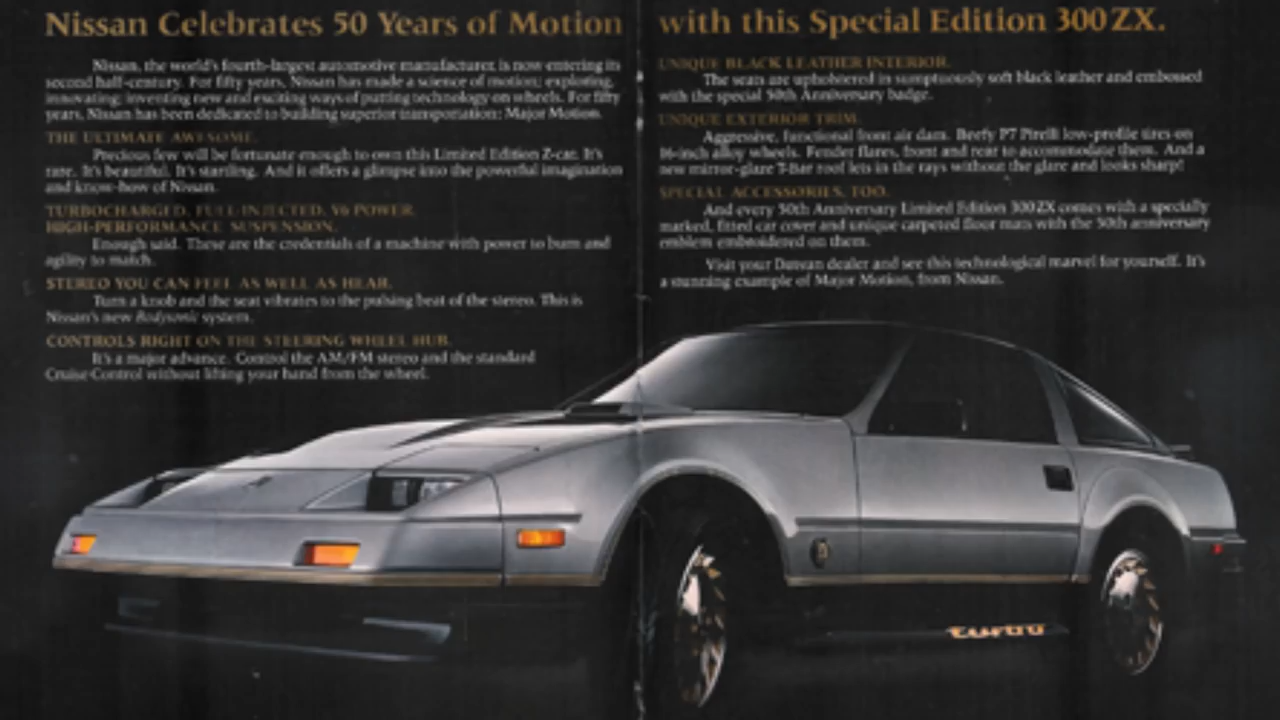 Nissan Celebrates 50 Years of Motion with this Special Edition 300ZX.
Nissan, the world's fourth-largest automotive manufacturer, is now entering its
second half-century. For fifty years, Nissan has made a science of motion; exploring,
innovating; inventing new and exciting ways of putting technology on wheels. For fifty
years, Nissan has been dedicated to building superior transportation: Major Motion.
THE ULTIMATE AWESOME.
Precious few will be fortunate enough to own this Limited Edition Z-car. It's
rare. It's beautiful. It's startling. And it offers a glimpse into the powerful imagination
and know-how of Nissan.
TURBOCHARGED, FUEL-INJECTED, V6 POWER.
HIGH-PERFORMANCE SUSPENSION.
Enough said. These are the credentials of a machine with power to burn and
agility to match.
STEREO YOU CAN FEEL AS WELL AS HEAR.
Turn a knob and the seat vibrates to the pulsing beat of the stereo. This is
Nissan's new Bodysonic system.
CONTROLS RIGHT ON THE STEERING WHEEL HUB.
It's a major advance. Control the AM/FM stereo and the standard
Cruise Control without lifting your hand from the wheel.
UNIQUE BLACK LEATHER INTERIOR.
The seats are upholstered in sumptuously soft black leather and embossed
with the special 50th Anniversary badge.
UNIQUE EXTERIOR TRIM.
Aggressive, functional front air dam. Beefy P7 Pirelli low-profile tires on
16-inch alloy wheels. Fender flares, front and rear to accommodate them. And a
new mirror-glaze T-Bar roof lets in the rays without the glare and looks sharp!
SPECIAL ACCESSORIES, TOO.
And every 50th Anniversary Limited Edition 300ZX comes with a specially
marked, fitted car cover and unique carpeted floor mats with the 50th anniversary
emblem embroidered on them.
Visit your Datsun dealer and see this technological marvel for yourself. It's
a stunning example of Major Motion, from Nissan.
turbo